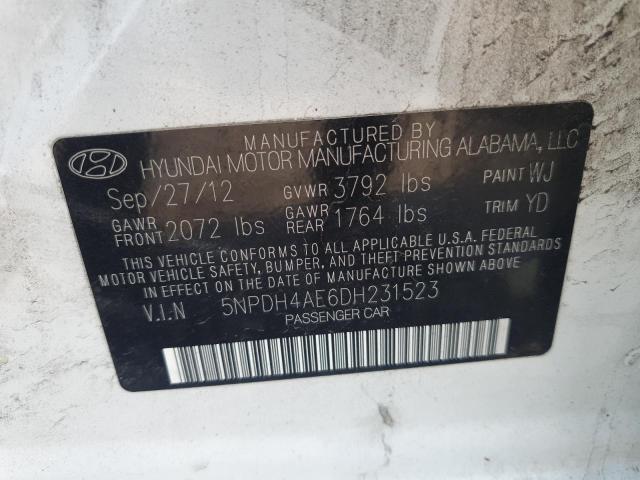 MANUFACTURED BY
HYUNDAI MOTOR MANUFACTURING ALABAMA, LLC
Sep/27/12 GVWR 3792 lbs PAINT WJ
GAWR FRONT 2072 lbs GAWR REAR 1764 lbs TRIM YD
THIS VEHICLE CONFORMS TO ALL APPLICABLE U.S.A. FEDERAL
MOTOR VEHICLE SAFETY, BUMPER, AND THEFT PREVENTION STANDARDS
IN EFFECT ON THE DATE OF MANUFACTURE SHOWN ABOVE.
V.I.N 5NPDH4AE6DH231523
PASSENGER CAR